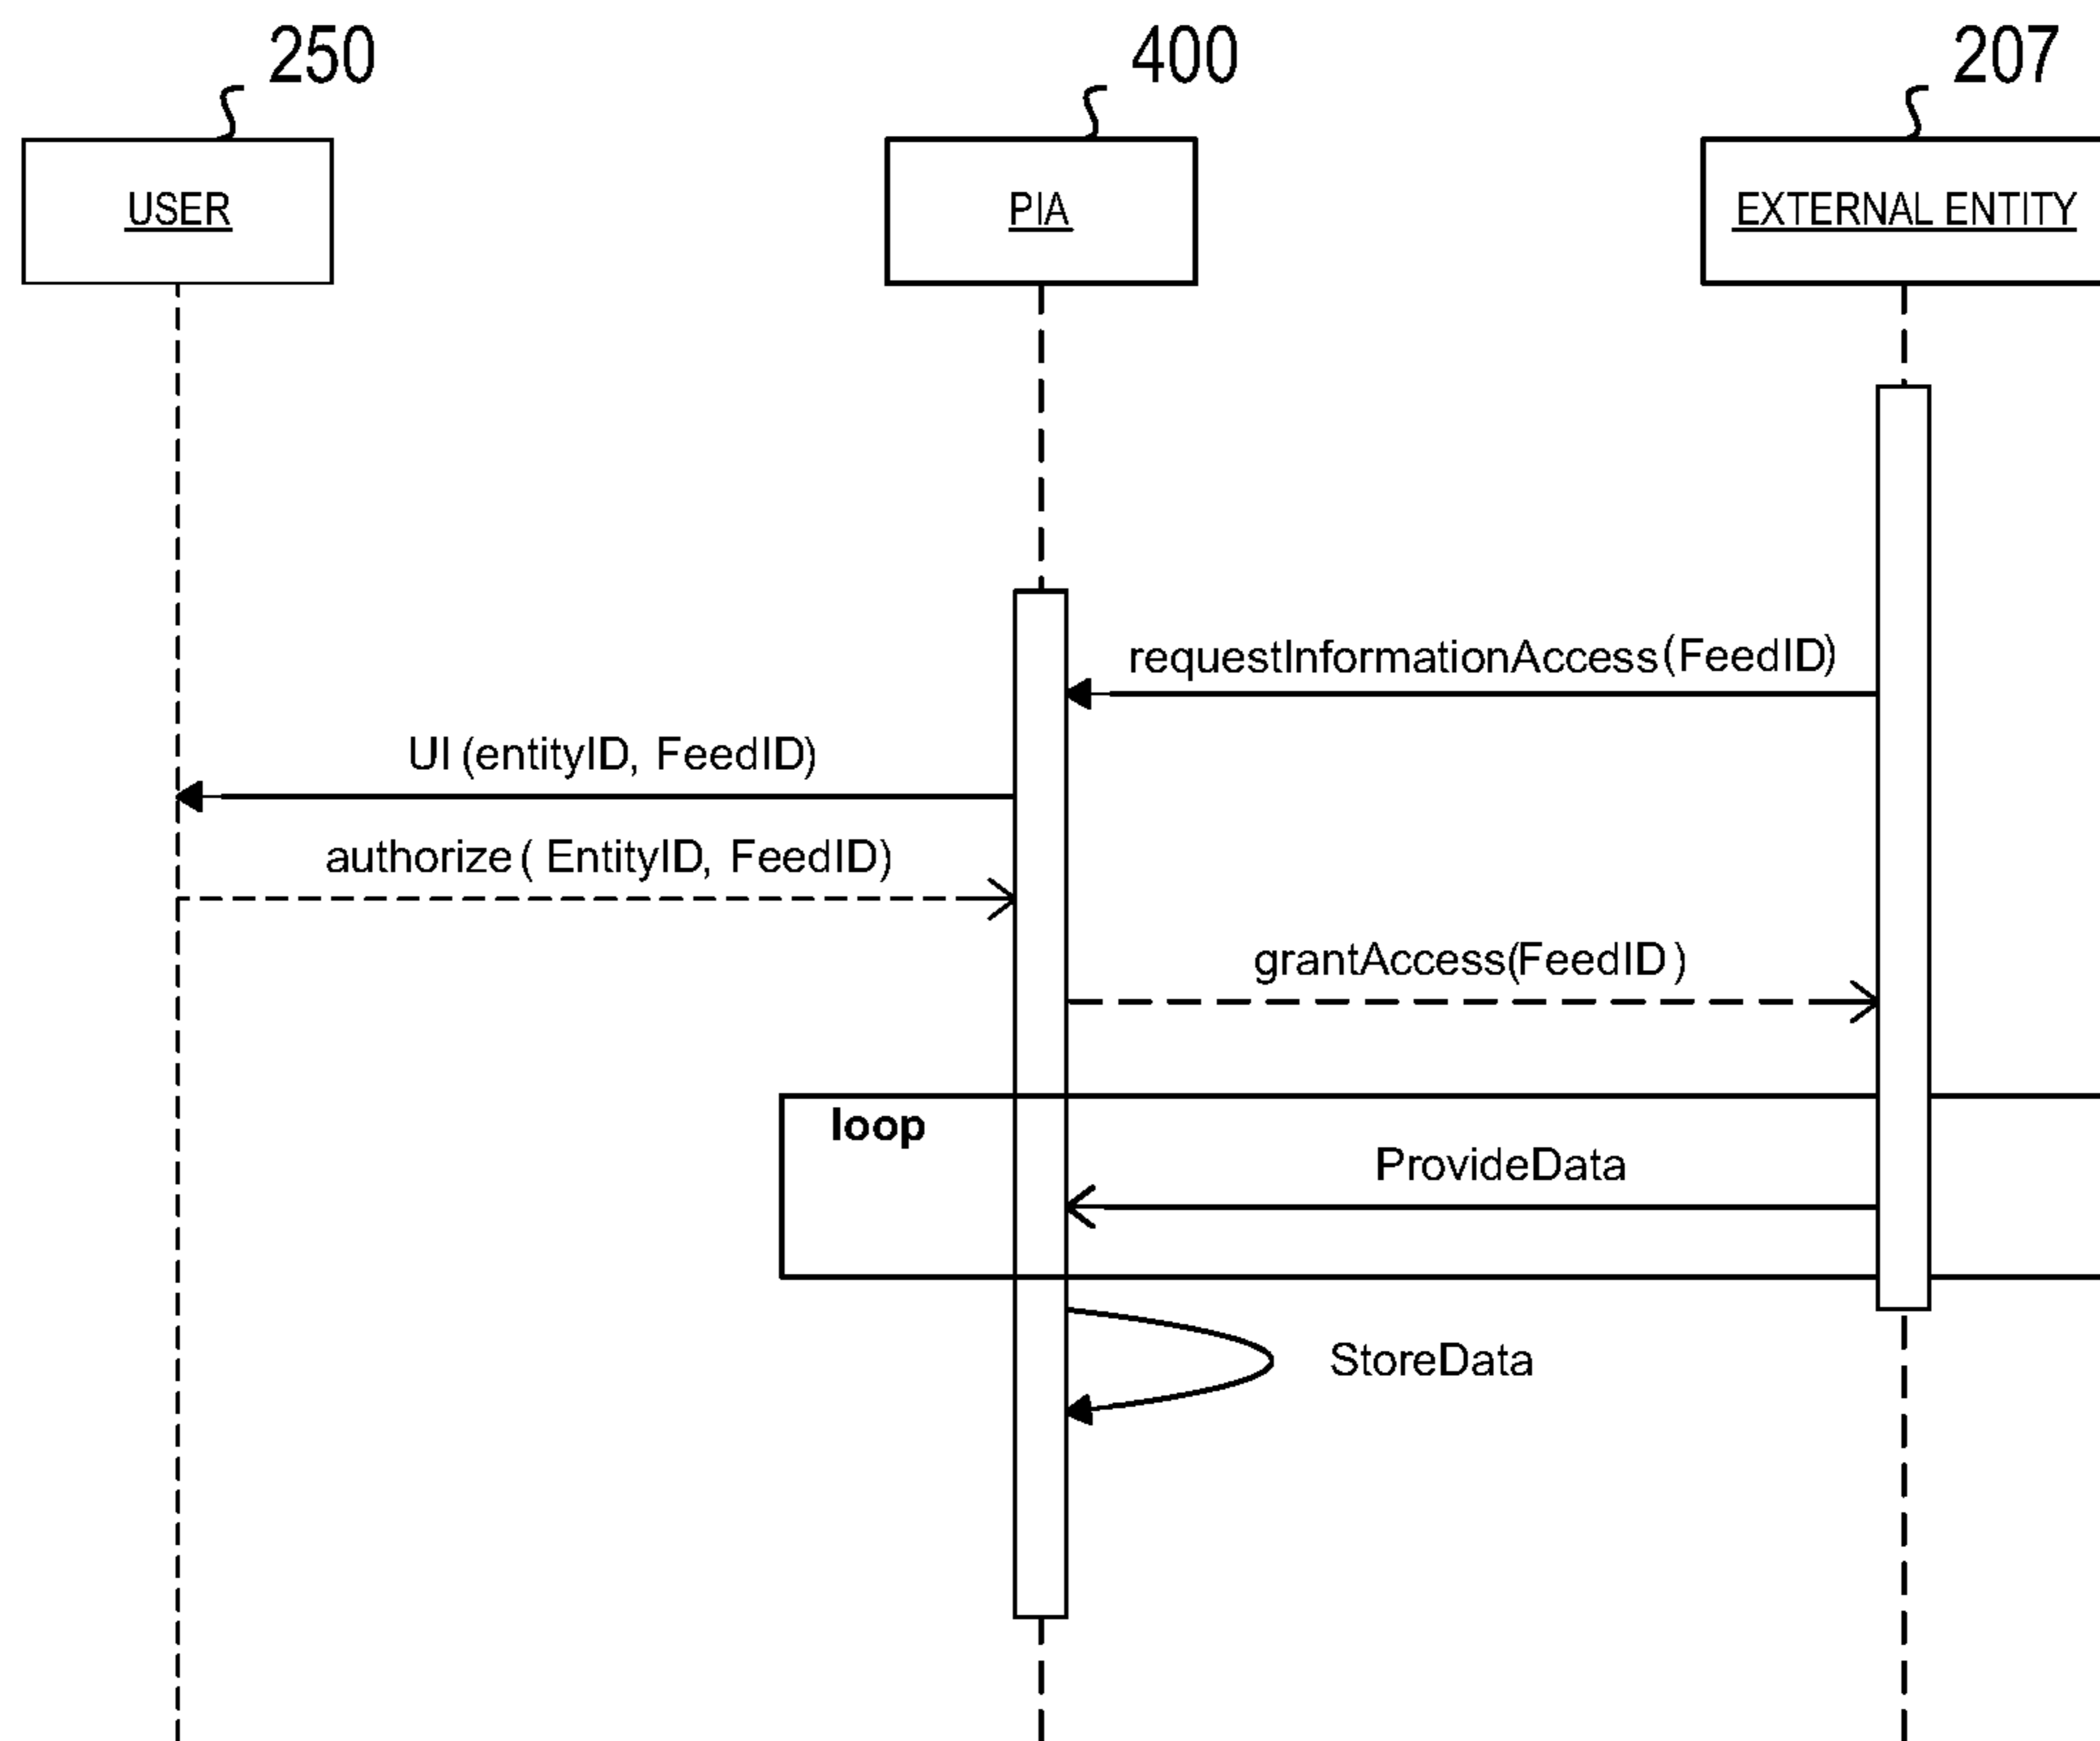 250
400
207
USER
PIA
EXTERNAL ENTITY
requestInformationAccess(FeedID)
UI (entityID, FeedID)
authorize ( EntityID, FeedID)
grantAccess(FeedID )
loop
ProvideData
StoreData